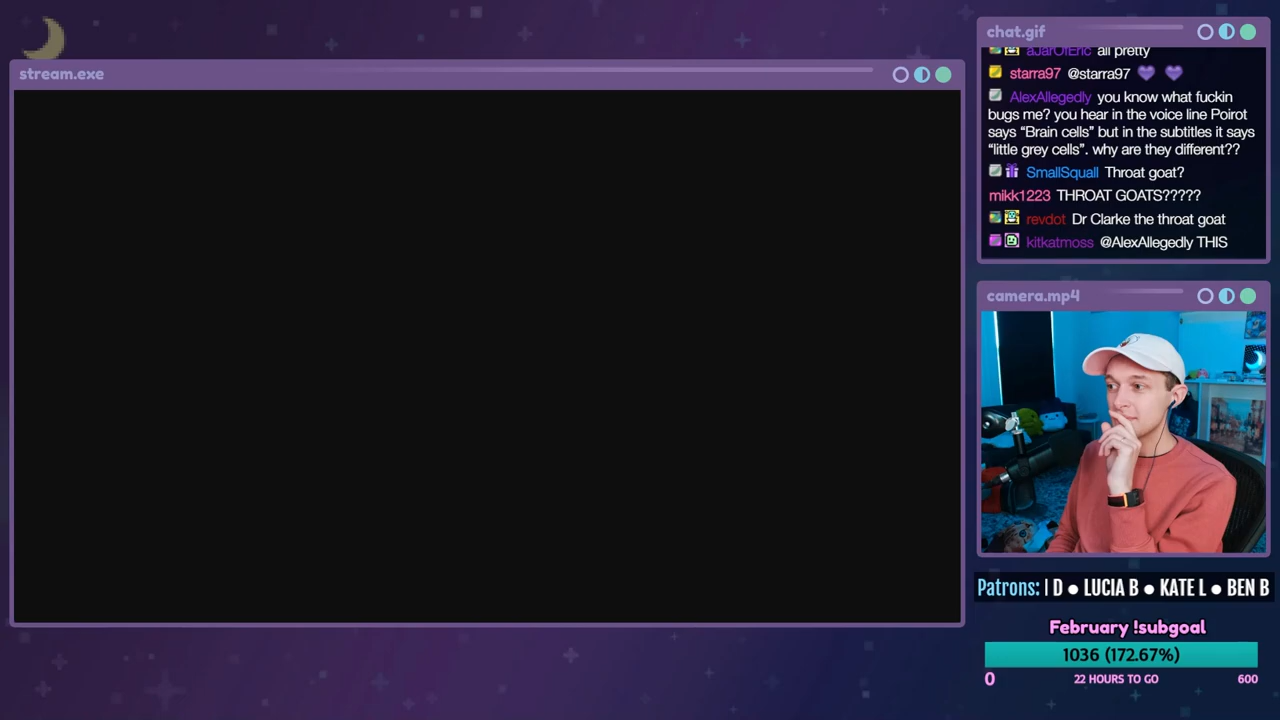 stream.exe
chat.gif
aJarOfEric all pretty
starra97 @starra97
AlexAllegedly you know what fuckin
bugs me? you hear in the voice line Poirot
says “Brain cells” but in the subtitles it says
“little grey cells”. why are they different??
SmallSquall Throat goat?
mikk1223 THROAT GOATS?????
revdot Dr Clarke the throat goat
kitkatmoss @AlexAllegedly THIS
camera.mp4
Patrons: D ● LUCIA B ● KATE L ● BEN B
February !subgoal
1036 (172.67%)
0 22 HOURS TO GO 600